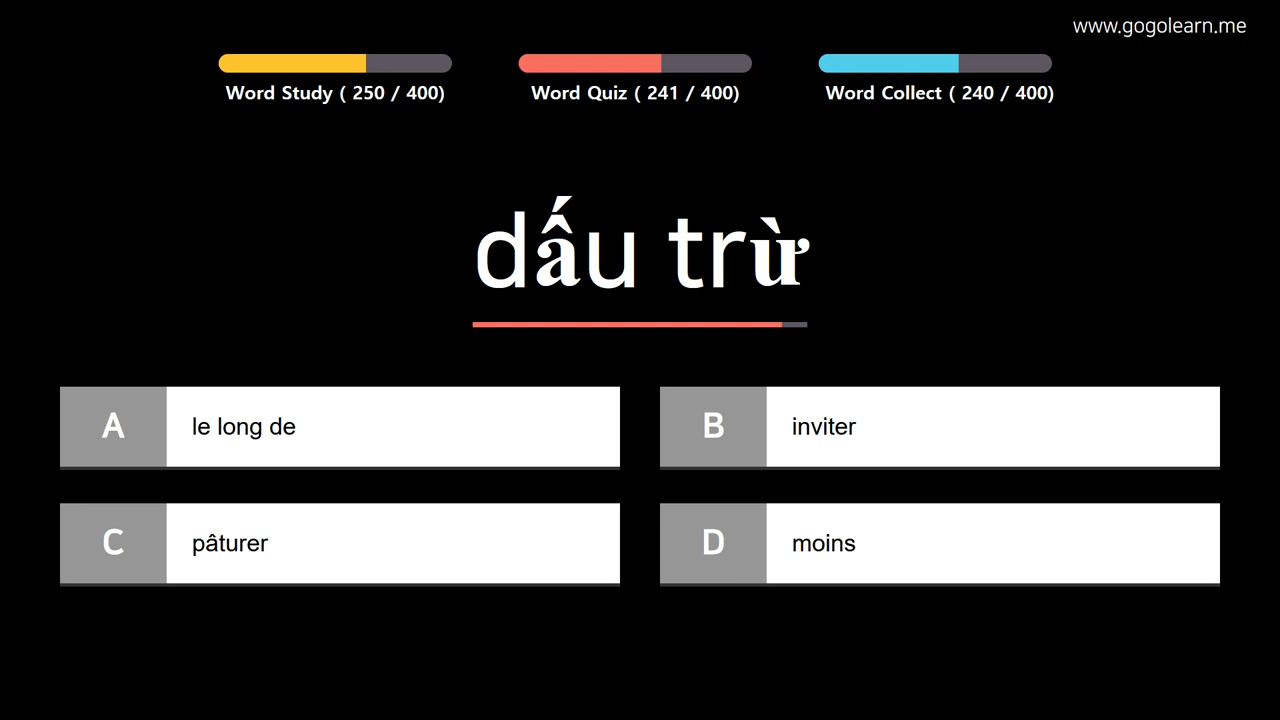 www.gogolearn.me
Word Study ( 250 / 400)
Word Quiz ( 241 / 400)
Word Collect ( 240 / 400)
dấu trừ
A le long de
B inviter
C pâturer
D moins